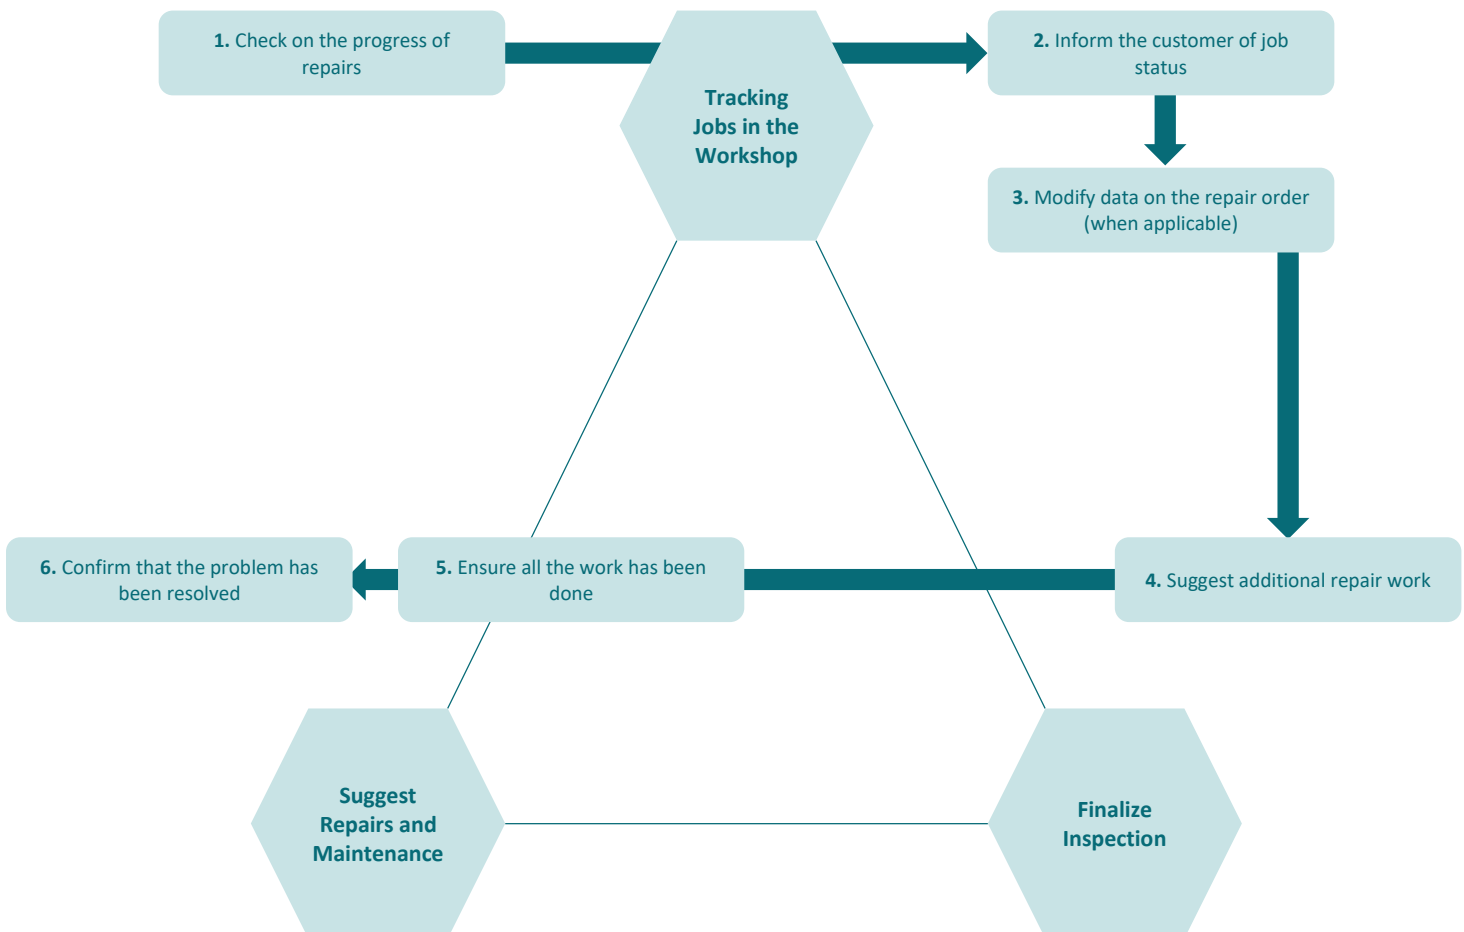 1. Check on the progress of
repairs
Tracking
Jobs in the
Workshop
2. Inform the customer of job
status
3. Modify data on the repair order
(when applicable)
4. Suggest additional repair work
5. Ensure all the work has been
done
6. Confirm that the problem has
been resolved
Suggest
Repairs and
Maintenance
Finalize
Inspection